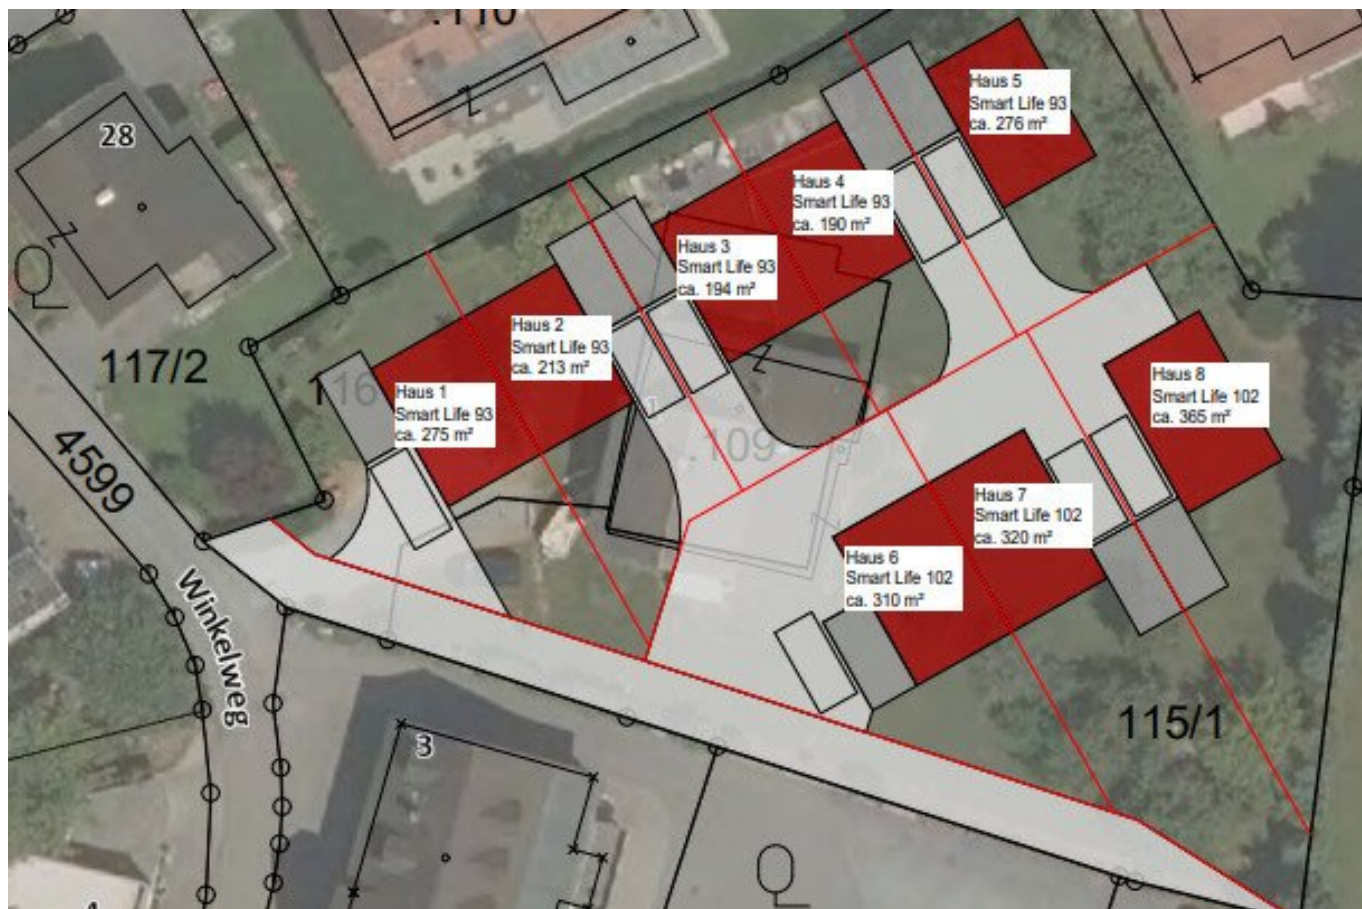 .110
28
Haus 5
Smart Life 93
ca. 276 m²
Haus 4
Smart Life 93
ca. 190 m²
Haus 3
Smart Life 93
ca. 194 m²
Haus 2
Smart Life 93
ca. 213 m²
117/2
116
Haus 1
Smart Life 93
ca. 275 m²
Haus 8
Smart Life 102
ca. 365 m²
4599
.109
Haus 7
Smart Life 102
ca. 320 m²
Haus 6
Smart Life 102
ca. 310 m²
Winkelweg
115/1
3